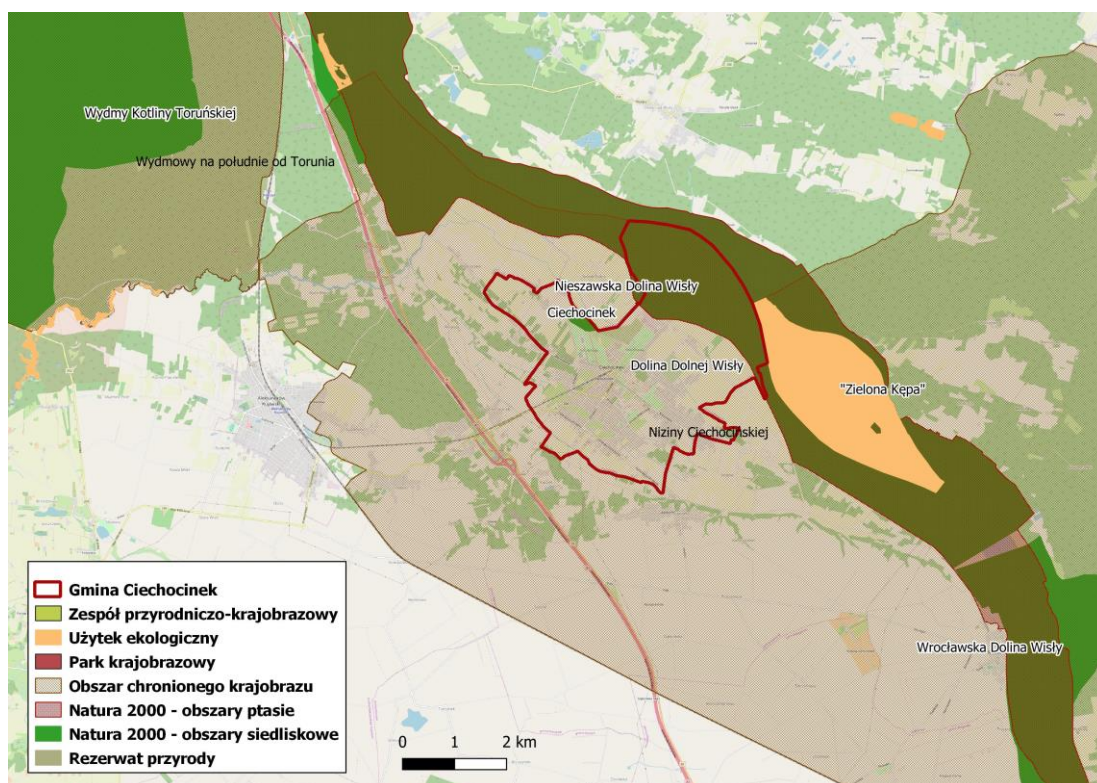 Wydmy Kotliny Toruńskiej
Wydmowy na południe od Torunia
Nieszawska Dolina Wisły
Ciechocinek
Dolina Dolnej Wisły
"Zielona Kępa"
Niziny Ciechocińskiej
Wrocławska Dolina Wisły
Gmina Ciechocinek
Zespół przyrodniczo-krajobrazowy
Użytek ekologiczny
Park krajobrazowy
Obszar chronionego krajobrazu
Natura 2000 - obszary ptasie
Natura 2000 - obszary siedliskowe
Rezerwat przyrody
0 1 2 km